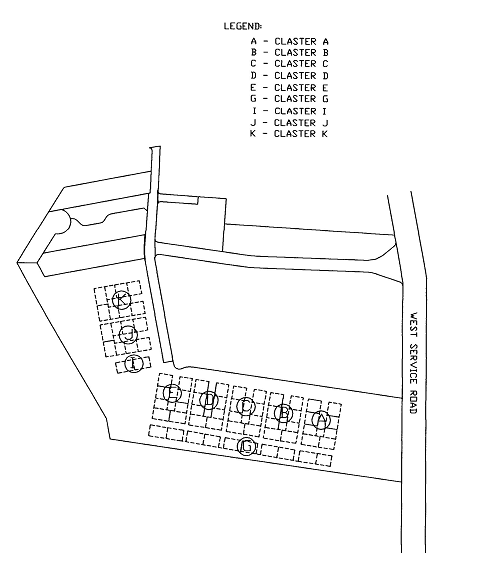 LEGEND:
A - CLASTER A
B - CLASTER B
C - CLASTER C
D - CLASTER D
E - CLASTER E
G - CLASTER G
I - CLASTER I
J - CLASTER J
K - CLASTER K
K
J
I
E
D
C
B
A
G
WEST SERVICE ROAD